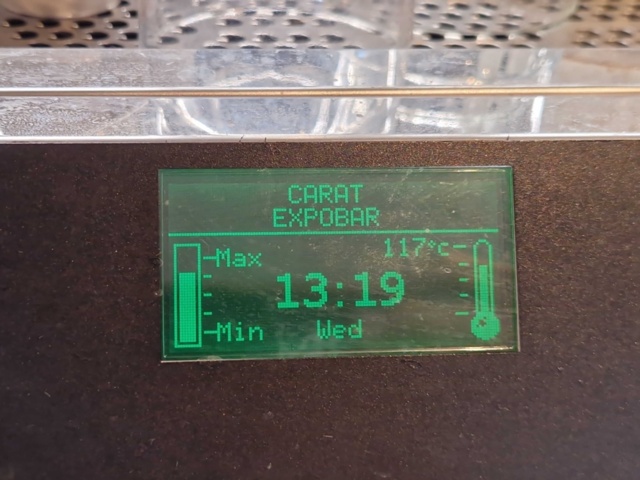 CARAT
EXPOBAR
117°c
Max
13:19
Min
Wed